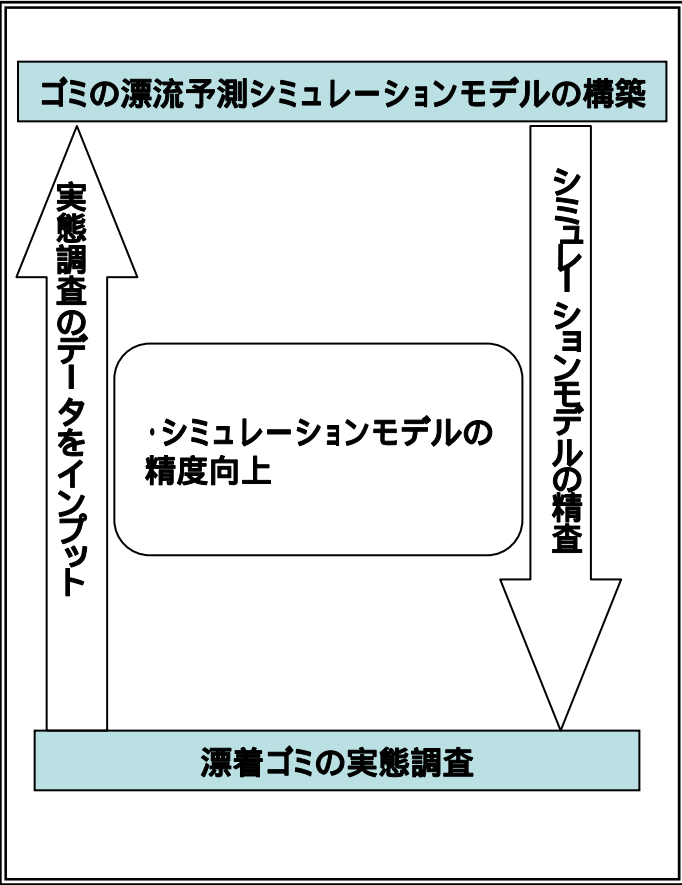 ゴミの漂流予測シミュレーションモデルの構築
実態調査のデータをインプット
シミュレーションモデルの精査
・シミュレーションモデルの
精度向上
漂着ゴミの実態調査